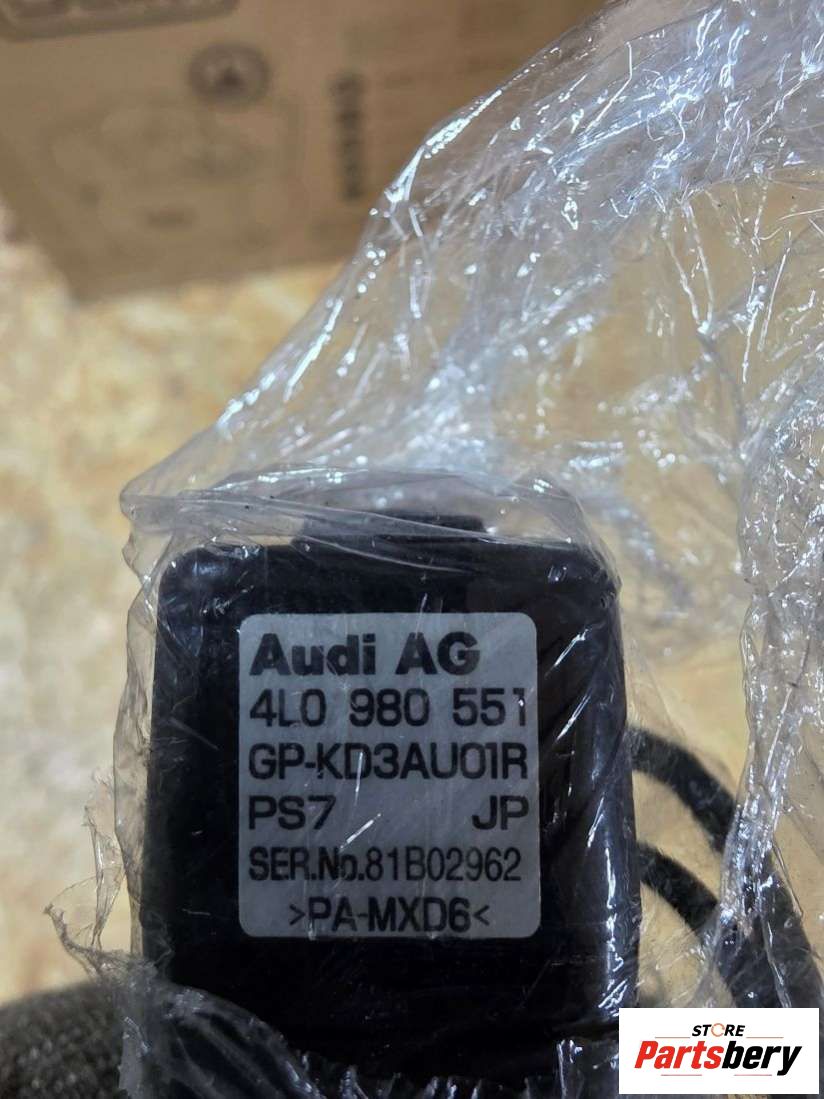 Audi AG
4L0 980 551
GP-KD3AU01R
PS7 JP
SER.No.81B02962
>PA-MXD6<
STORE
Partsbery